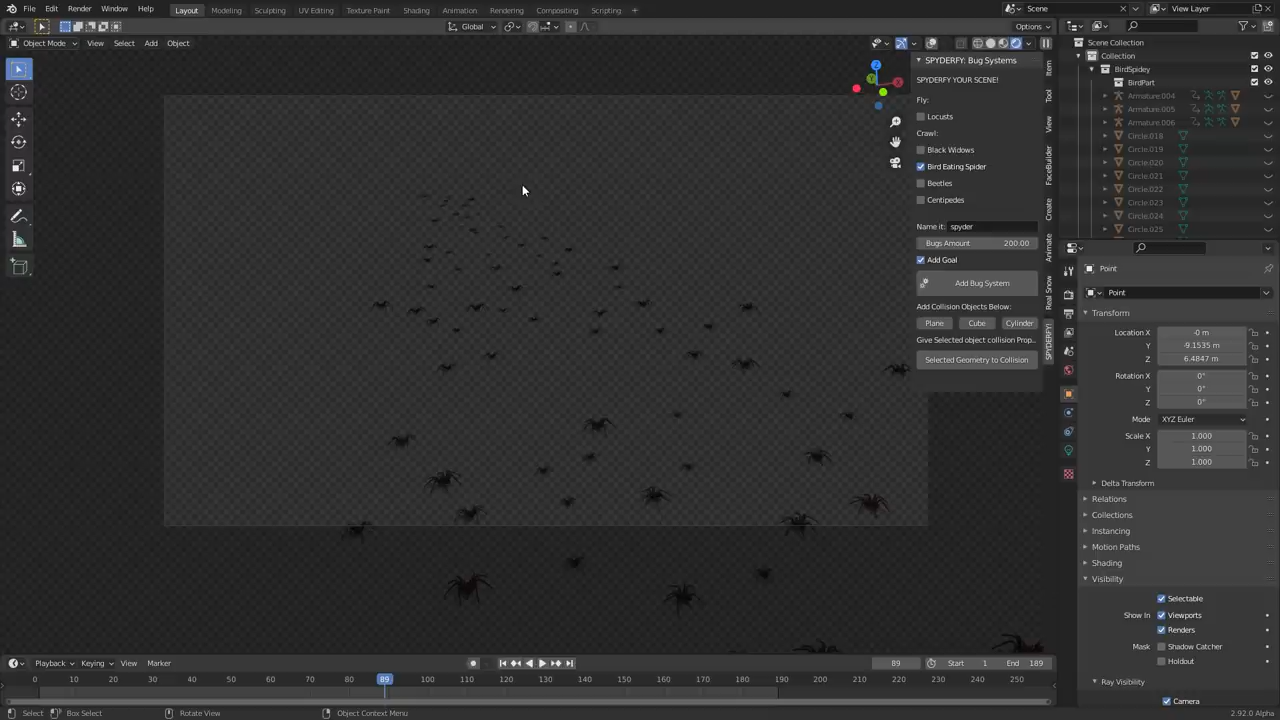 File Edit Render Window Help Layout Modeling Sculpting UV Editing Texture Paint Shading Animation Rendering Compositing Scripting + Scene View Layer
Global Options
Object Mode View Select Add Object
SPYDERFY: Bug Systems
SPYDERFY YOUR SCENE!
Fly:
Locusts
Crawl:
Black Widows
Bird Eating Spider
Beetles
Centipedes
Name it: spyder
Bugs Amount 200.00
Add Goal
Add Bug System
Add Collision Objects Below:
Plane Cube Cylinder
Give Selected object collision Prop..
Selected Geometry to Collision
Item
Tool
View
FaceBuilder
Create
Animate
Real Snow
SPYDERFY!
Z
Y
X
Scene Collection
Collection
BirdSpidey
BirdPart
Armature.004
Armature.005
Armature.006
Circle.018
Circle.019
Circle.020
Circle.021
Circle.022
Circle.023
Circle.024
Circle.025
Point
Point
Transform
Location X -0 m
Y -9.1535 m
Z 6.4847 m
Rotation X 0°
Y 0°
Z 0°
Mode XYZ Euler
Scale X 1.000
Y 1.000
Z 1.000
Delta Transform
Relations
Collections
Instancing
Motion Paths
Shading
Visibility
Selectable
Show In Viewports
Renders
Mask Shadow Catcher
Holdout
Ray Visibility
Camera
Playback Keying View Marker 89 Start 1 End 189
0 10 20 30 40 50 60 70 80 89 100 110 120 130 140 150 160 170 180 190 200 210 220 230 240 250
Select Box Select Rotate View Object Context Menu 2.92.0 Alpha